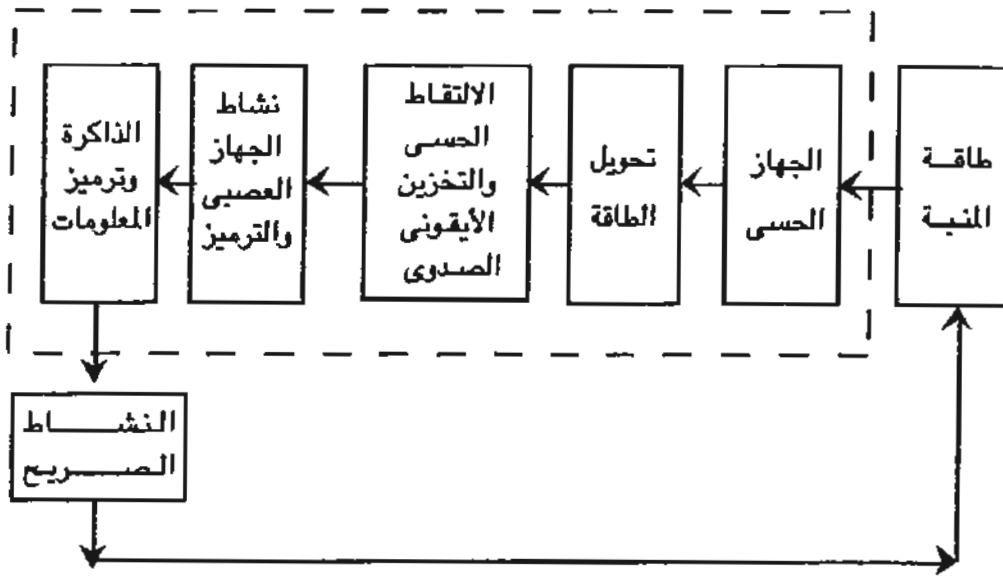 طاقة
المنبة
الجهاز
الحسى
تحويل
الطاقة
الالتقاط
الحسى
والتخزين
الأيقونى
الصدوى
نشاط
الجهاز
العصبى
والترميز
الذاكرة
وترميز
المعلومات
النشاط
الصريح